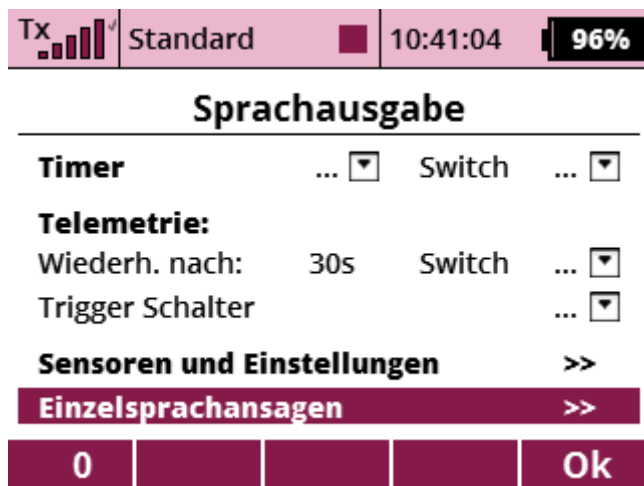 Tx Standard 10:41:04 96%
Sprachausgabe
Timer ... Switch ...
Telemetrie:
Wiederh. nach: 30s Switch ...
Trigger Schalter ...
Sensoren und Einstellungen >>
Einzelsprachansagen >>
0 Ok